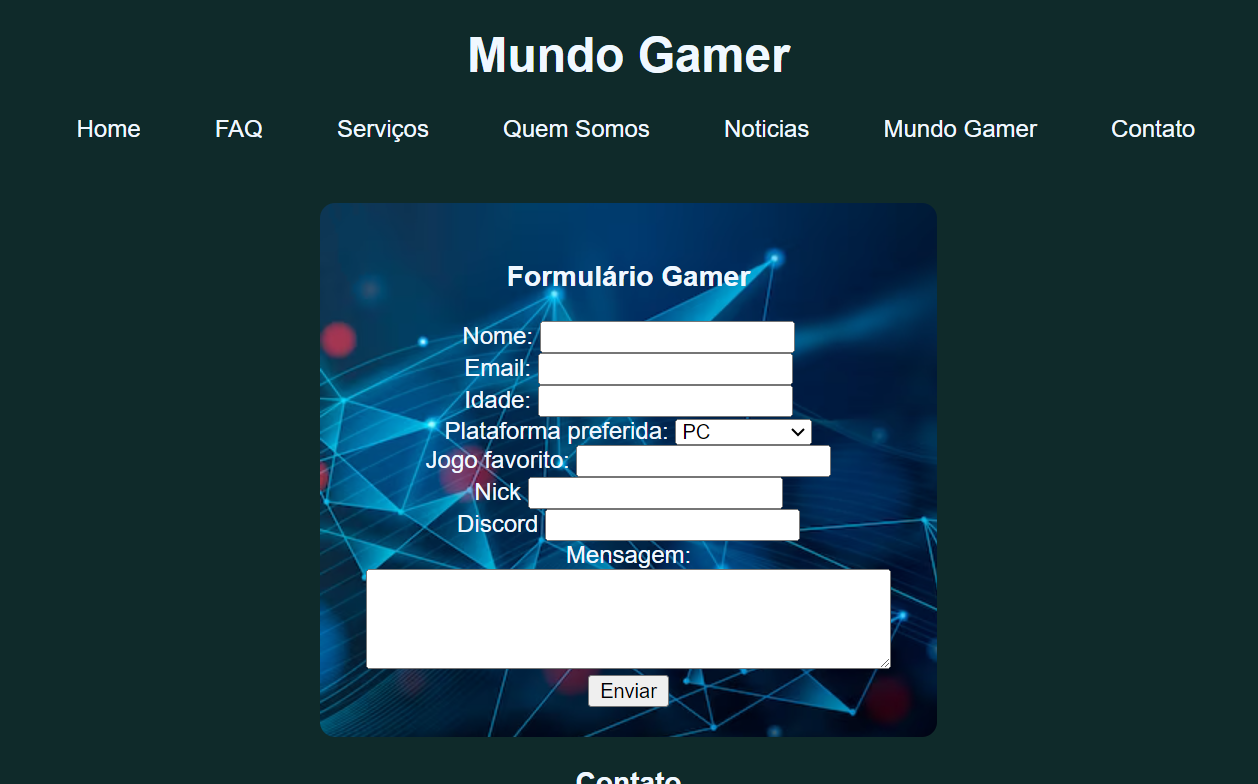 Mundo Gamer
Home FAQ Serviços Quem Somos Noticias Mundo Gamer Contato
Formulário Gamer
Nome:
Email:
Idade:
Plataforma preferida: PC
Jogo favorito:
Nick
Discord
Mensagem:
Enviar
Contato